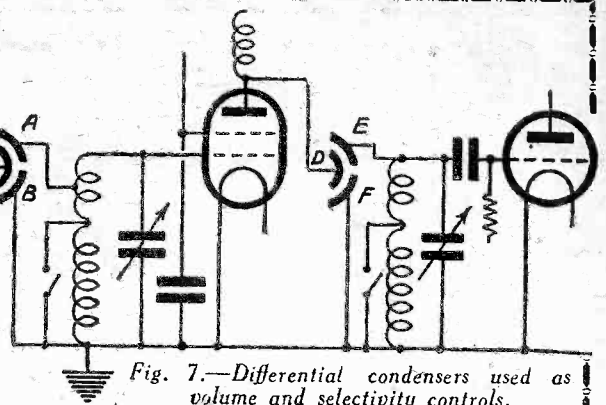 A
B
D
E
F
Fig. 7.—Differential condensers used as
volume and selectivity controls.